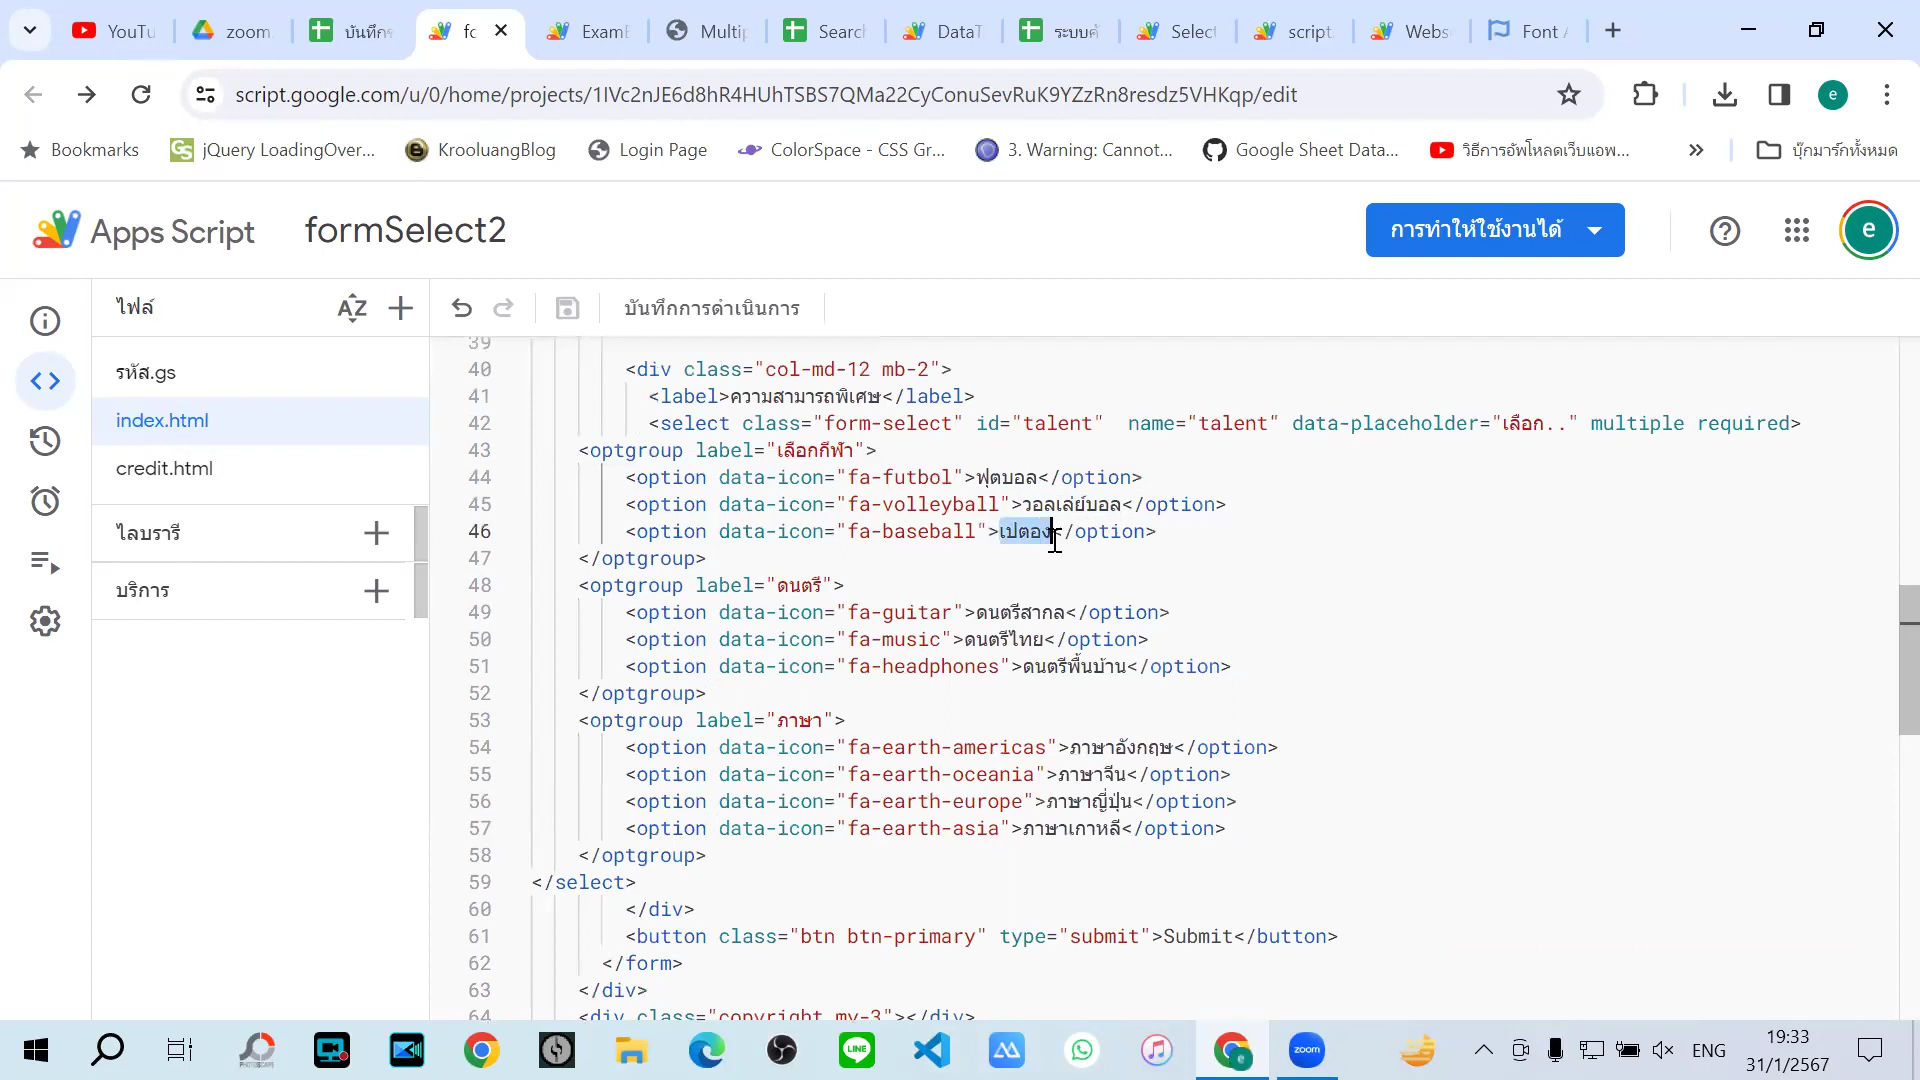 YouTu
zoom.
บันทึกข
fc
ExamE
Multip
Search
DataT
ระบบค้
Select
script.
Webs
Font A
script.google.com/u/0/home/projects/1IVc2nJE6d8hR4HUhTSBS7QMa22CyConuSevRuK9YZzRn8resdz5VHKqp/edit
e
Bookmarks
jQuery LoadingOver...
KrooluangBlog
Login Page
ColorSpace - CSS Gr...
3. Warning: Cannot...
Google Sheet Data...
วิธีการอัพโหลดเว็บแอพ...
บุ๊กมาร์กทั้งหมด
Apps Script
formSelect2
การทำให้ใช้งานได้
e
ไฟล์
AZ
บันทึกการดำเนินการ
รหัส.gs
index.html
credit.html
ไลบรารี
บริการ
39
40 <div class="col-md-12 mb-2">
41 <label>ความสามารถพิเศษ</label>
42 <select class="form-select" id="talent"  name="talent" data-placeholder="เลือก.." multiple required>
43 <optgroup label="เลือกกีฬา">
44 <option data-icon="fa-futbol">ฟุตบอล</option>
45 <option data-icon="fa-volleyball">วอลเล่ย์บอล</option>
46 <option data-icon="fa-baseball">เปตอง</option>
47 </optgroup>
48 <optgroup label="ดนตรี">
49 <option data-icon="fa-guitar">ดนตรีสากล</option>
50 <option data-icon="fa-music">ดนตรีไทย</option>
51 <option data-icon="fa-headphones">ดนตรีพื้นบ้าน</option>
52 </optgroup>
53 <optgroup label="ภาษา">
54 <option data-icon="fa-earth-americas">ภาษาอังกฤษ</option>
55 <option data-icon="fa-earth-oceania">ภาษาจีน</option>
56 <option data-icon="fa-earth-europe">ภาษาญี่ปุ่น</option>
57 <option data-icon="fa-earth-asia">ภาษาเกาหลี</option>
58 </optgroup>
59 </select>
60 </div>
61 <button class="btn btn-primary" type="submit">Submit</button>
62 </form>
63 </div>
64 <div class="copyright my-3"></div>
PHOTOSCAPE
LINE
zoom
ENG
19:33
31/1/2567